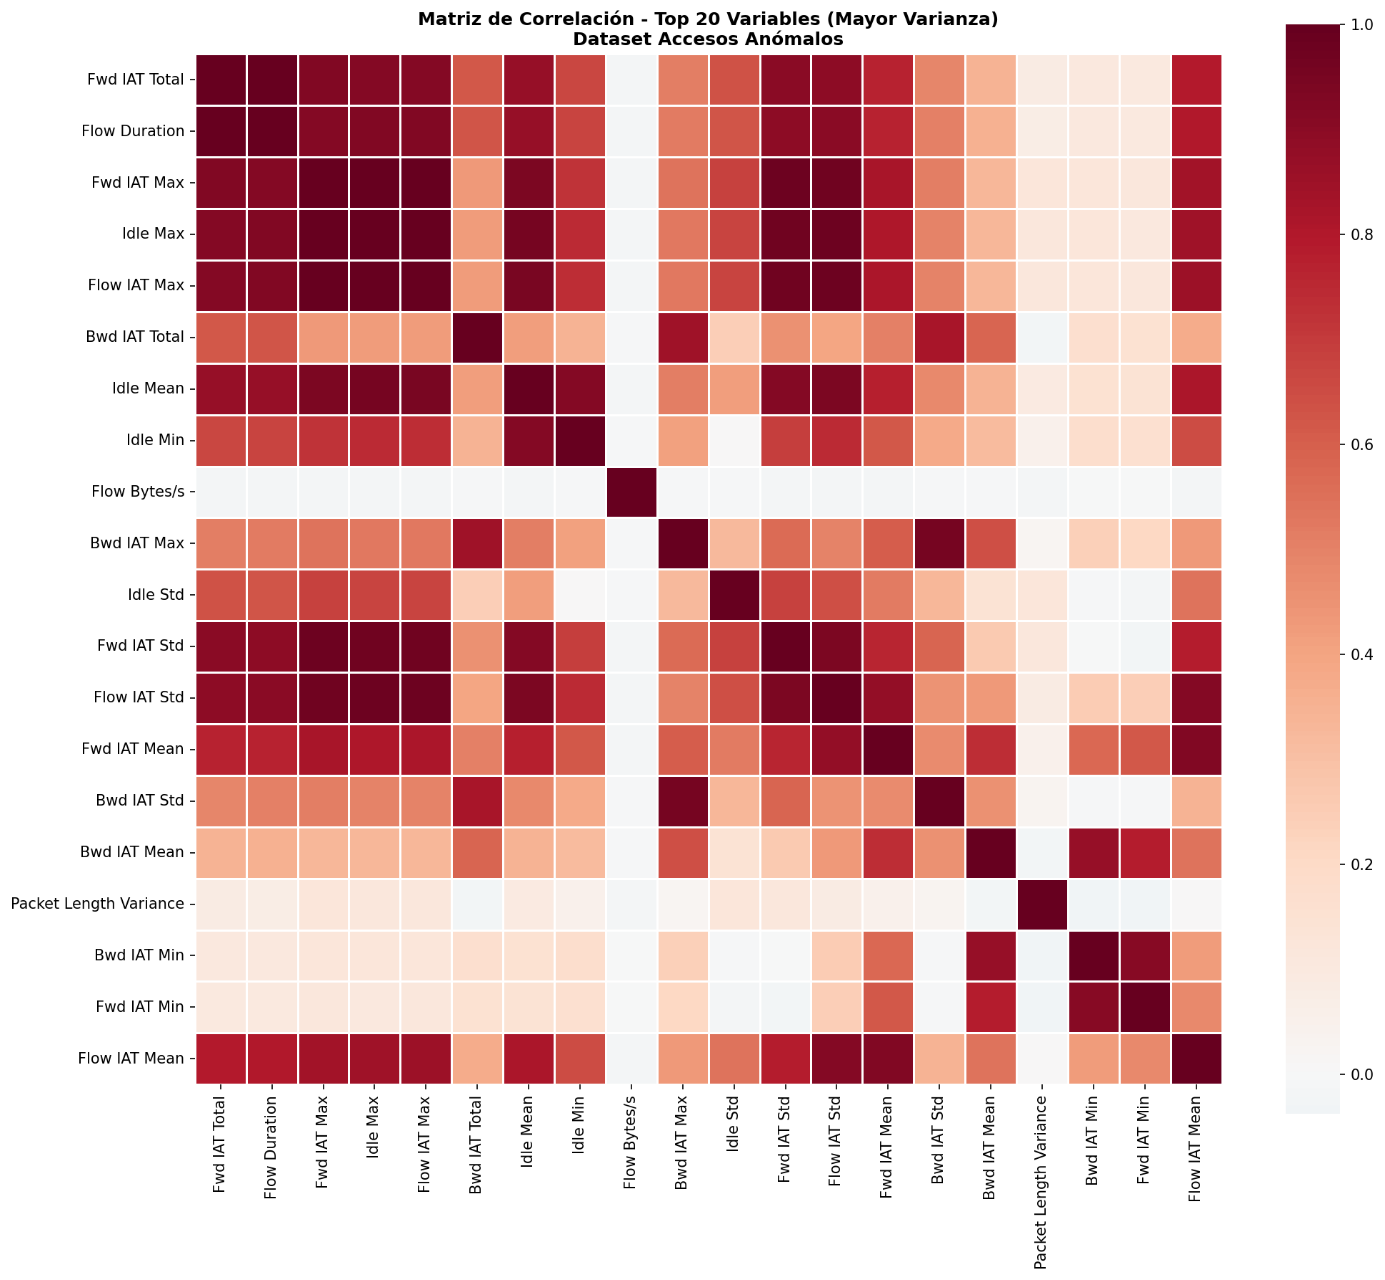 Matriz de Correlación - Top 20 Variables (Mayor Varianza)
Dataset Accesos Anómalos
Fwd IAT Total
Flow Duration
Fwd IAT Max
Idle Max
Flow IAT Max
Bwd IAT Total
Idle Mean
Idle Min
Flow Bytes/s
Bwd IAT Max
Idle Std
Fwd IAT Std
Flow IAT Std
Fwd IAT Mean
Bwd IAT Std
Bwd IAT Mean
Packet Length Variance
Bwd IAT Min
Fwd IAT Min
Flow IAT Mean
Fwd IAT Total
Flow Duration
Fwd IAT Max
Idle Max
Flow IAT Max
Bwd IAT Total
Idle Mean
Idle Min
Flow Bytes/s
Bwd IAT Max
Idle Std
Fwd IAT Std
Flow IAT Std
Fwd IAT Mean
Bwd IAT Std
Bwd IAT Mean
Packet Length Variance
Bwd IAT Min
Fwd IAT Min
Flow IAT Mean
1.0
0.8
0.6
0.4
0.2
0.0